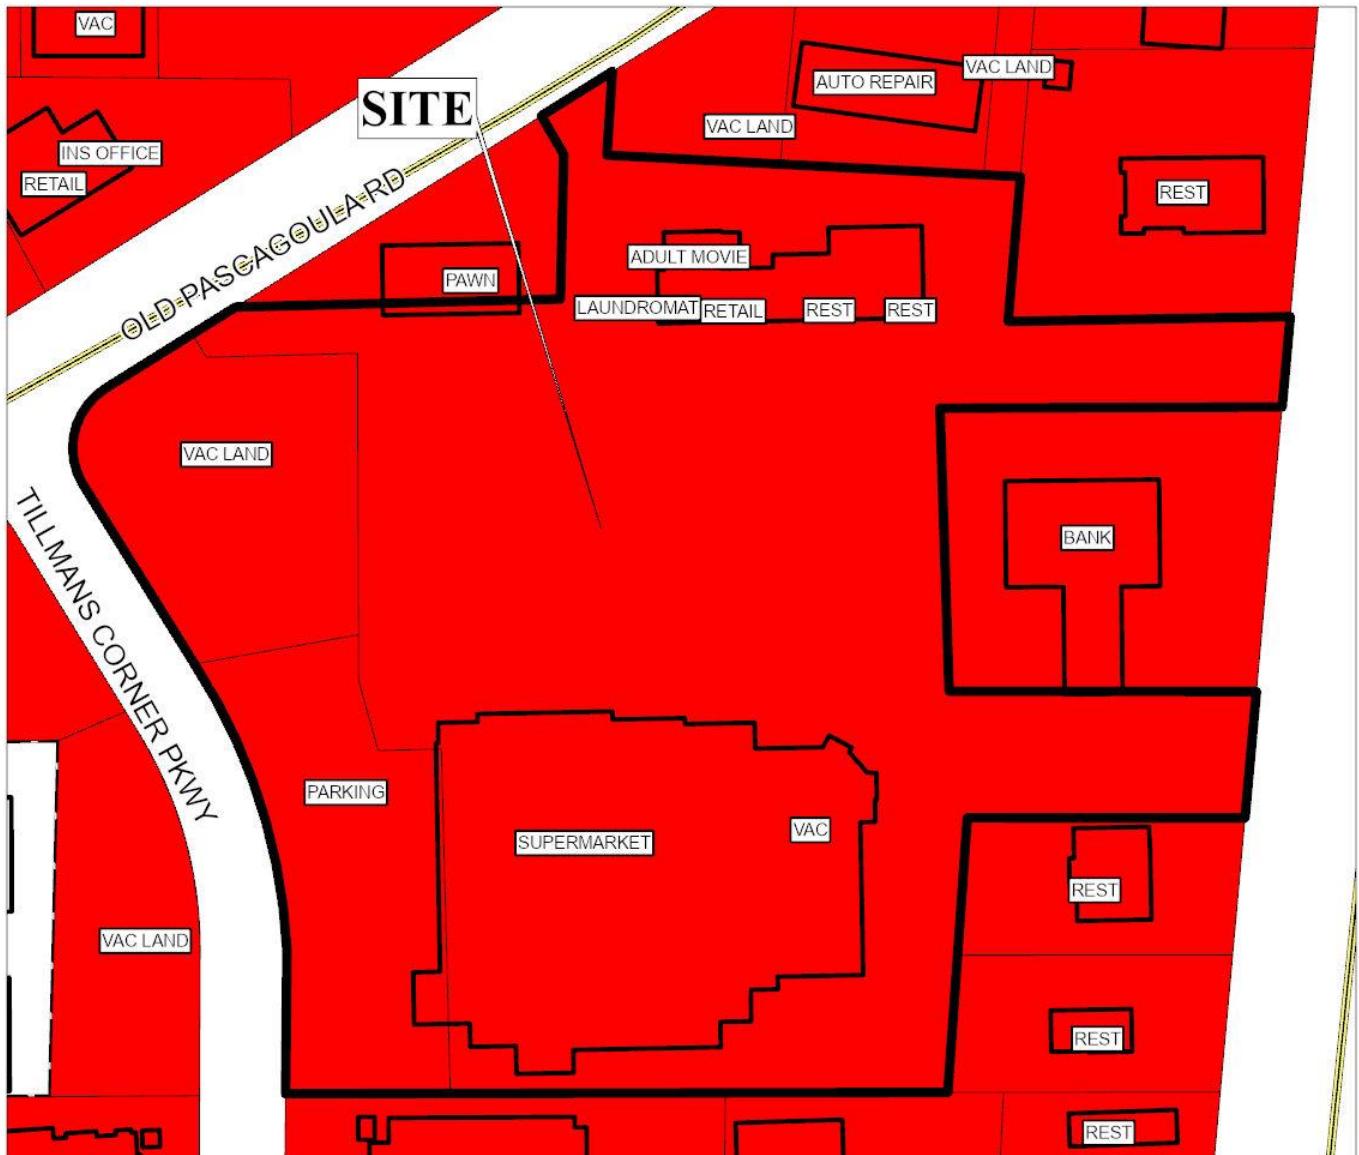 VAC
VAC LAND
AUTO REPAIR
SITE
VAC LAND
INS OFFICE
RETAIL
REST
OLD PASCAGOULA RD
ADULT MOVIE
PAWN
LAUNDROMAT
RETAIL
REST
REST
VAC LAND
BANK
TILLMANS CORNER PKWY
PARKING
SUPERMARKET
VAC
REST
VAC LAND
REST
REST